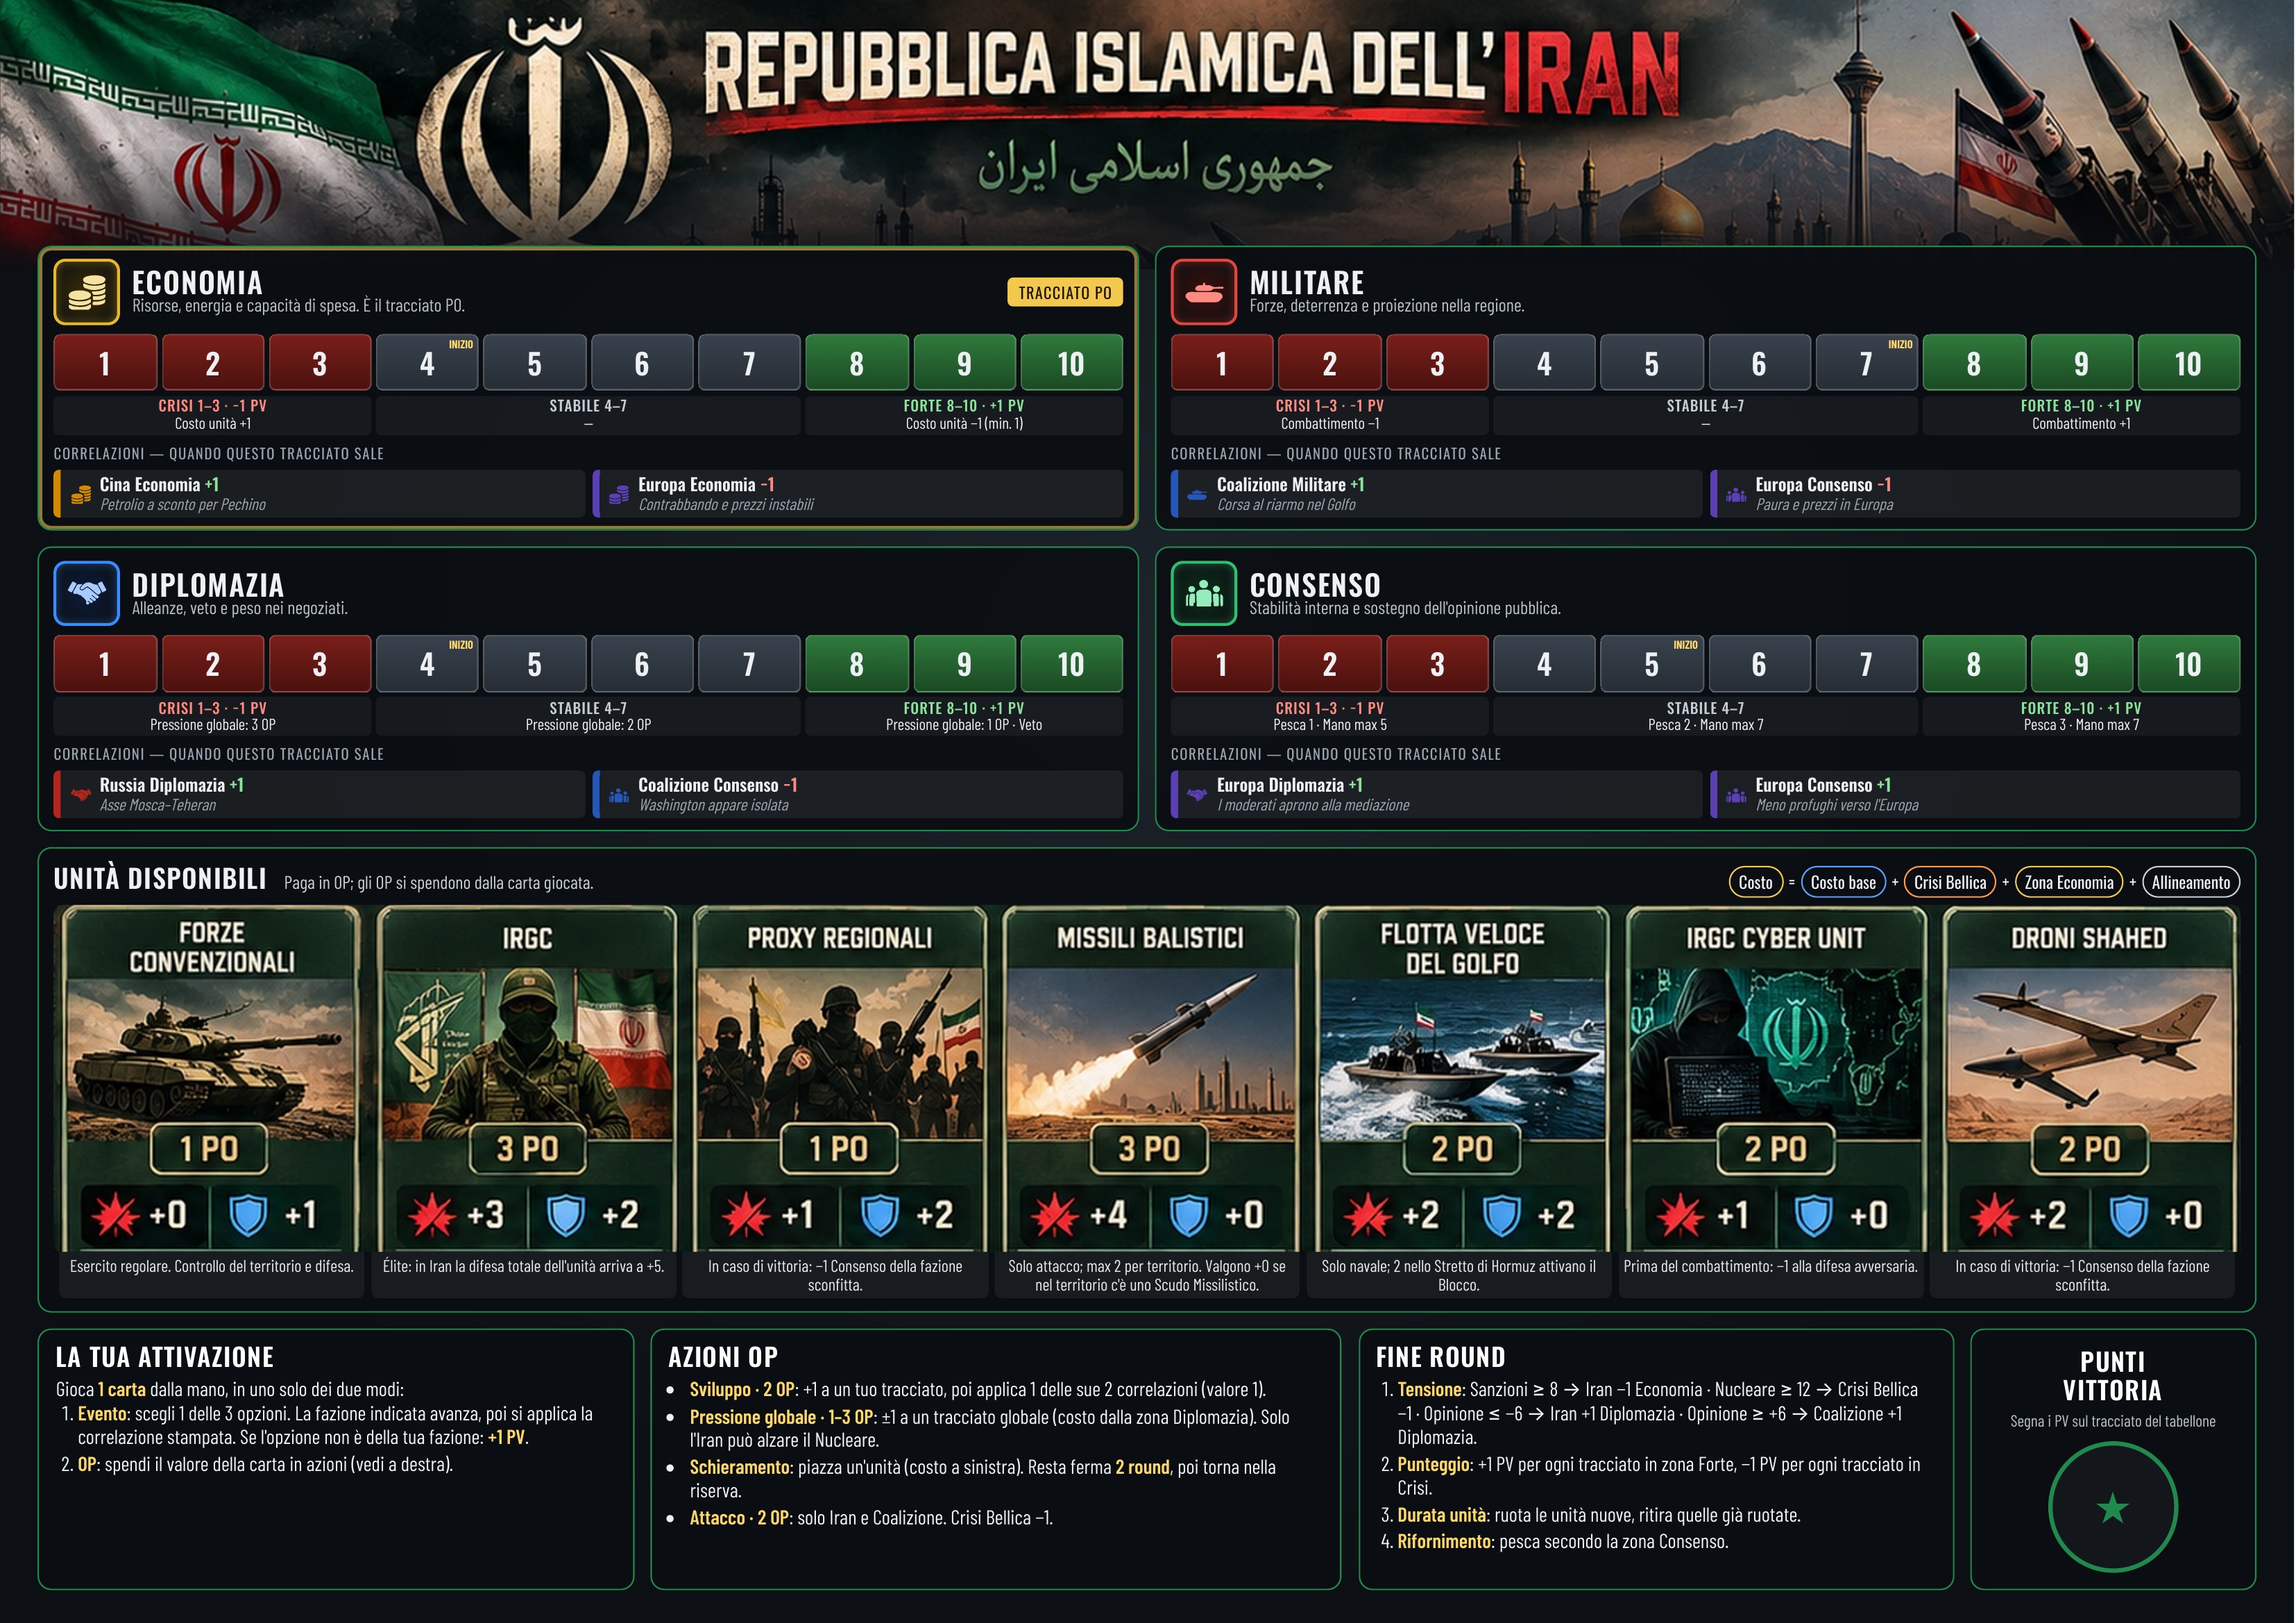 REPUBBLICA ISLAMICA DELL'IRAN
جمهوری اسلامی ایران
ECONOMIA
Risorse, energia e capacità di spesa. È il tracciato PO.
TRACCIATO PO
1 2 3 4 INIZIO 5 6 7 8 9 10
CRISI 1–3 · −1 PV
Costo unità +1
STABILE 4–7
—
FORTE 8–10 · +1 PV
Costo unità −1 (min. 1)
CORRELAZIONI — QUANDO QUESTO TRACCIATO SALE
Cina Economia +1
Petrolio a sconto per Pechino
Europa Economia −1
Contrabbando e prezzi instabili
MILITARE
Forze, deterrenza e proiezione nella regione.
1 2 3 4 5 6 7 INIZIO 8 9 10
CRISI 1–3 · −1 PV
Combattimento −1
STABILE 4–7
—
FORTE 8–10 · +1 PV
Combattimento +1
CORRELAZIONI — QUANDO QUESTO TRACCIATO SALE
Coalizione Militare +1
Corsa al riarmo nel Golfo
Europa Consenso −1
Paura e prezzi in Europa
DIPLOMAZIA
Alleanze, veto e peso nei negoziati.
1 2 3 4 INIZIO 5 6 7 8 9 10
CRISI 1–3 · −1 PV
Pressione globale: 3 OP
STABILE 4–7
Pressione globale: 2 OP
FORTE 8–10 · +1 PV
Pressione globale: 1 OP · Veto
CORRELAZIONI — QUANDO QUESTO TRACCIATO SALE
Russia Diplomazia +1
Asse Mosca–Teheran
Coalizione Consenso −1
Washington appare isolata
CONSENSO
Stabilità interna e sostegno dell'opinione pubblica.
1 2 3 4 5 INIZIO 6 7 8 9 10
CRISI 1–3 · −1 PV
Pesca 1 · Mano max 5
STABILE 4–7
Pesca 2 · Mano max 7
FORTE 8–10 · +1 PV
Pesca 3 · Mano max 7
CORRELAZIONI — QUANDO QUESTO TRACCIATO SALE
Europa Diplomazia +1
I moderati aprono alla mediazione
Europa Consenso +1
Meno profughi verso l'Europa
UNITÀ DISPONIBILI Paga in OP; gli OP si spendono dalla carta giocata.
Costo = Costo base + Crisi Bellica + Zona Economia + Allineamento
FORZE
CONVENZIONALI
1 PO
+0 +1
Esercito regolare. Controllo del territorio e difesa.
IRGC
3 PO
+3 +2
Élite: in Iran la difesa totale dell'unità arriva a +5.
PROXY REGIONALI
1 PO
+1 +2
In caso di vittoria: −1 Consenso della fazione
sconfitta.
MISSILI BALISTICI
3 PO
+4 +0
Solo attacco; max 2 per territorio. Valgono +0 se
nel territorio c'è uno Scudo Missilistico.
FLOTTA VELOCE
DEL GOLFO
2 PO
+2 +2
Solo navale; 2 nello Stretto di Hormuz attivano il
Blocco.
IRGC CYBER UNIT
2 PO
+1 +0
Prima del combattimento: −1 alla difesa avversaria.
DRONI SHAHED
2 PO
+2 +0
In caso di vittoria: −1 Consenso della fazione
sconfitta.
LA TUA ATTIVAZIONE
Gioca 1 carta dalla mano, in uno solo dei due modi:
1. Evento: scegli 1 delle 3 opzioni. La fazione indicata avanza, poi si applica la
correlazione stampata. Se l'opzione non è della tua fazione: +1 PV.
2. OP: spendi il valore della carta in azioni (vedi a destra).
AZIONI OP
• Sviluppo · 2 OP: +1 a un tuo tracciato, poi applica 1 delle sue 2 correlazioni (valore 1).
• Pressione globale · 1–3 OP: ±1 a un tracciato globale (costo dalla zona Diplomazia). Solo
l'Iran può alzare il Nucleare.
• Schieramento: piazza un'unità (costo a sinistra). Resta ferma 2 round, poi torna nella
riserva.
• Attacco · 2 OP: solo Iran e Coalizione. Crisi Bellica −1.
FINE ROUND
1. Tensione: Sanzioni ≥ 8 → Iran −1 Economia · Nucleare ≥ 12 → Crisi Bellica
−1 · Opinione ≤ −6 → Iran +1 Diplomazia · Opinione ≥ +6 → Coalizione +1
Diplomazia.
2. Punteggio: +1 PV per ogni tracciato in zona Forte, −1 PV per ogni tracciato in
Crisi.
3. Durata unità: ruota le unità nuove, ritira quelle già ruotate.
4. Rifornimento: pesca secondo la zona Consenso.
PUNTI
VITTORIA
Segna i PV sul tracciato del tabellone